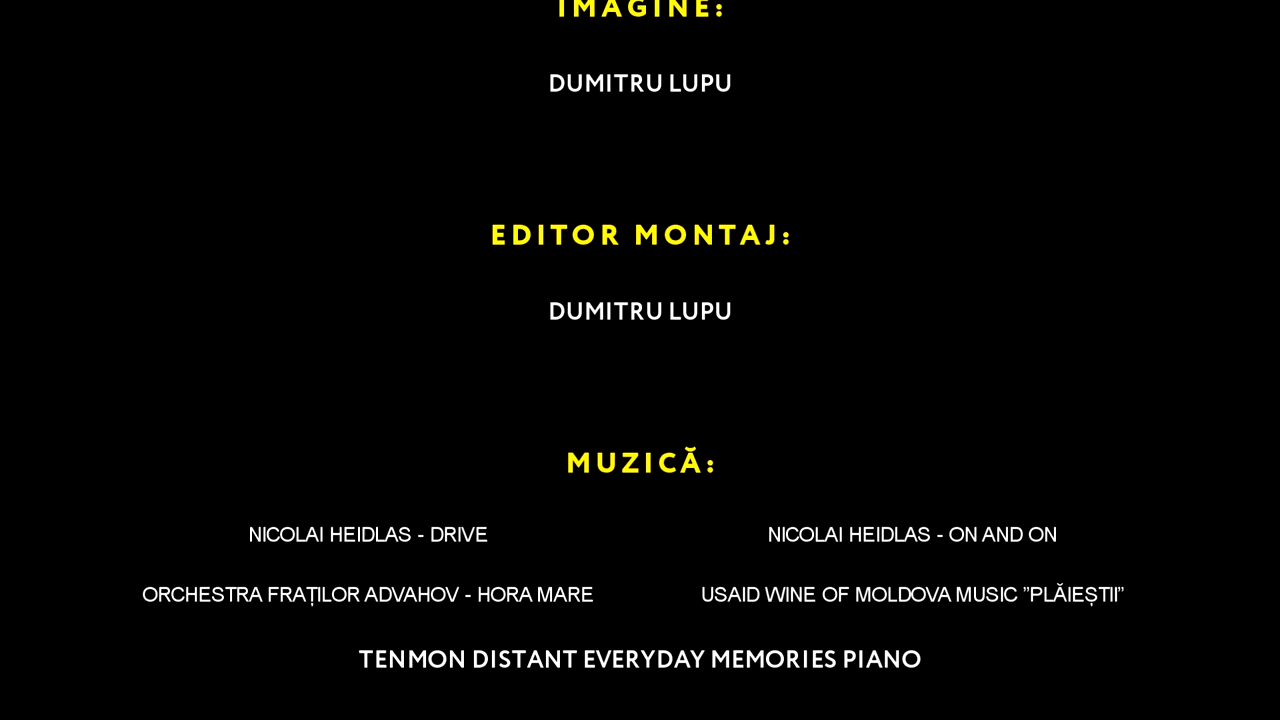 IMAGINE:
DUMITRU LUPU
EDITOR MONTAJ:
DUMITRU LUPU
MUZICĂ:
NICOLAI HEIDLAS - DRIVE
NICOLAI HEIDLAS - ON AND ON
ORCHESTRA FRAȚILOR ADVAHOV - HORA MARE
USAID WINE OF MOLDOVA MUSIC ”PLĂIEȘTII”
TENMON DISTANT EVERYDAY MEMORIES PIANO